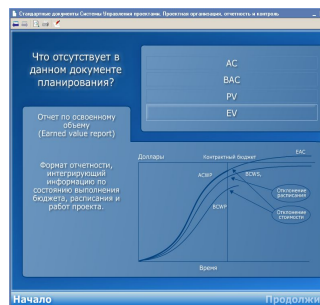 Стандартные документы Системы Управления проектами. Проектная организация, отчетность и контроль
Что отсутствует в
данном документе
планирования?
AC
BAC
PV
EV
Отчет по освоенному
объему
(Earned value report)
Формат отчетности,
интегрирующий
информацию по
состоянию выполнения
бюджета, расписания и
работ проекта.
Доллары
Контрактный бюджет
EAC
ACWP
BCWS
BCWP
Отклонение
расписания
Отклонение
стоимости
Время
Начало
Продолжи